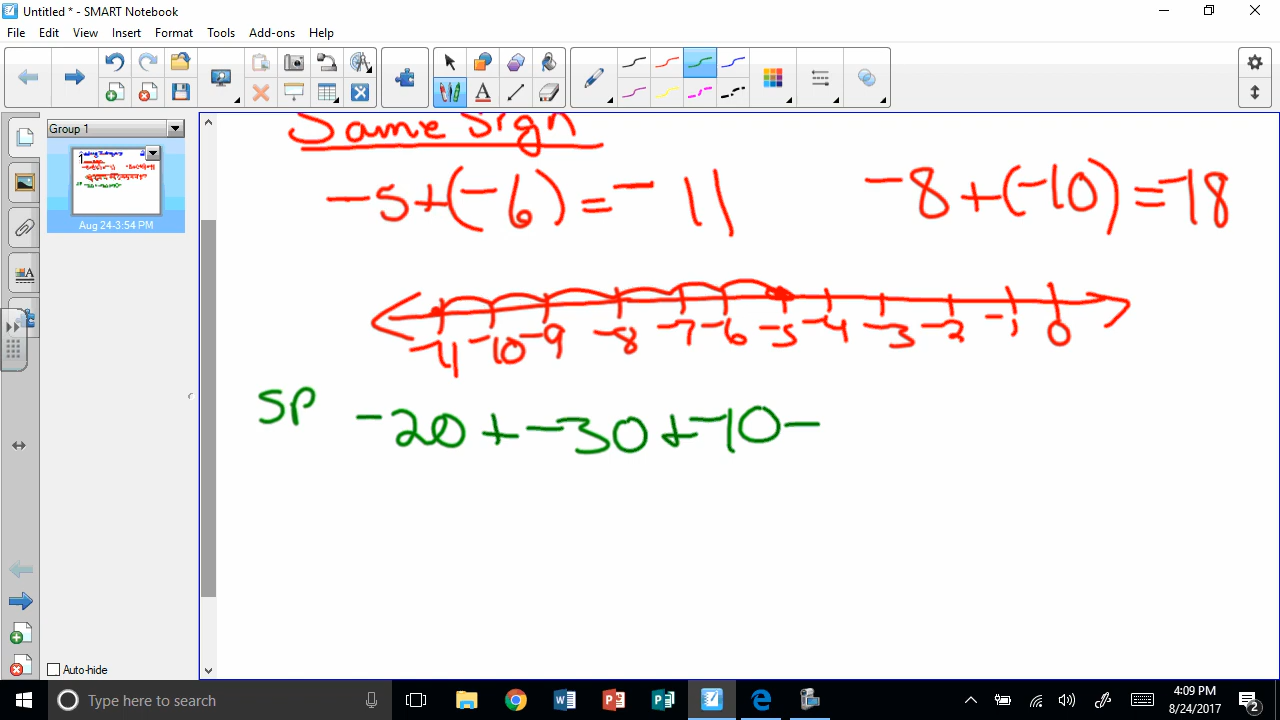 Untitled * - SMART Notebook
File Edit View Insert Format Tools Add-ons Help
Group 1
Aug 24-3:54 PM
Same Sign
-5+(-6)=-11
-8+(-10)=-18
-11 -10 -9 -8 -7 -6 -5 -4 -3 -2 -1 0
SP -20+-30+-10-
Auto-hide
Type here to search
4:09 PM
8/24/2017
2